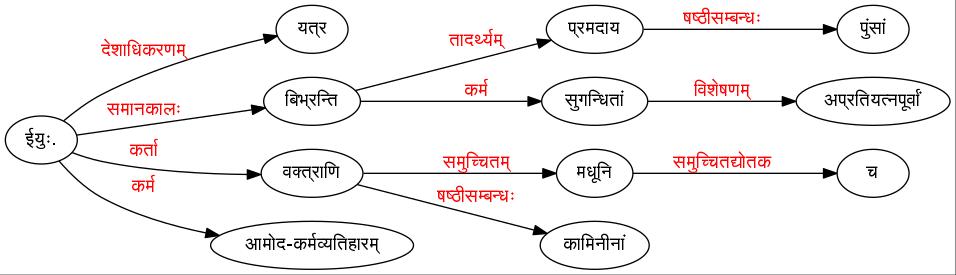 यत्र
षष्ठीसम्बन्धः
प्रमदाय
पुंसां
तादर्थ्यम्
देशाधिकरणम्
समानकालः
बिभ्रन्ति
कर्म
सुगन्धितां
विशेषणम्
अप्रतियत्नपूर्वां
ईयुः.
कर्ता
वक्त्राणि
समुच्चितम्
मधूनि
समुच्चितद्योतक
च
कर्म
षष्ठीसम्बन्धः
आमोद-कर्मव्यतिहारम्
कामिनीनां